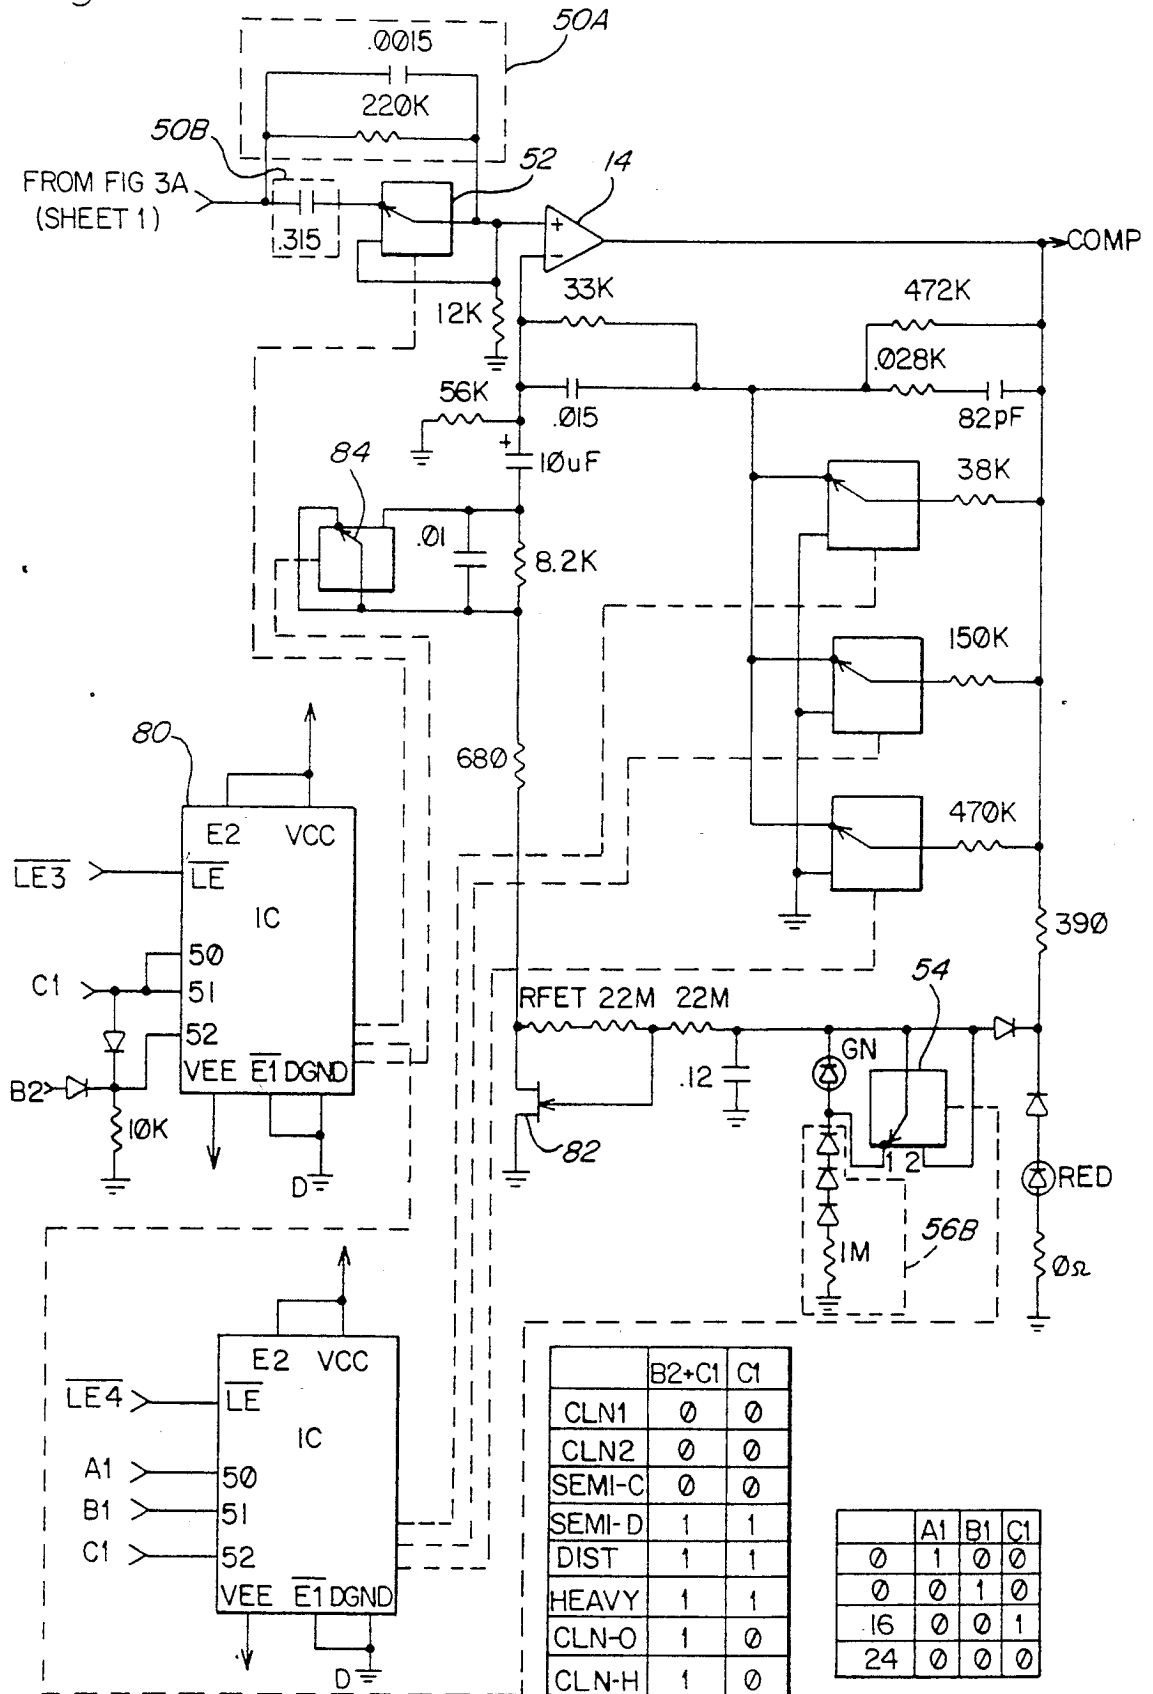 50A
.0015
220K
50B
52
14
FROM FIG 3A
(SHEET 1)
.315
+
−
COMP
33K
472K
12K
.028K
56K
.015
82pF
+
10uF
84
38K
.01
8.2K
150K
80
680
E2 VCC
470K
LE3
LE
IC
390
50
C1
51
54
RFET 22M 22M
52
GN
VEE E1 DGND
.12
B2
10K
82
1 2
D
RED
1M
56B
0Ω
E2 VCC
B2+C1 C1
LE4
LE
CLN1 0 0
IC
CLN2 0 0
A1
50
SEMI-C 0 0
B1
51
SEMI-D 1 1
A1 B1 C1
C1
52
DIST 1 1
0 1 0 0
VEE E1 DGND
HEAVY 1 1
0 0 1 0
CLN-O 1 0
16 0 0 1
D
CLN-H 1 0
24 0 0 0